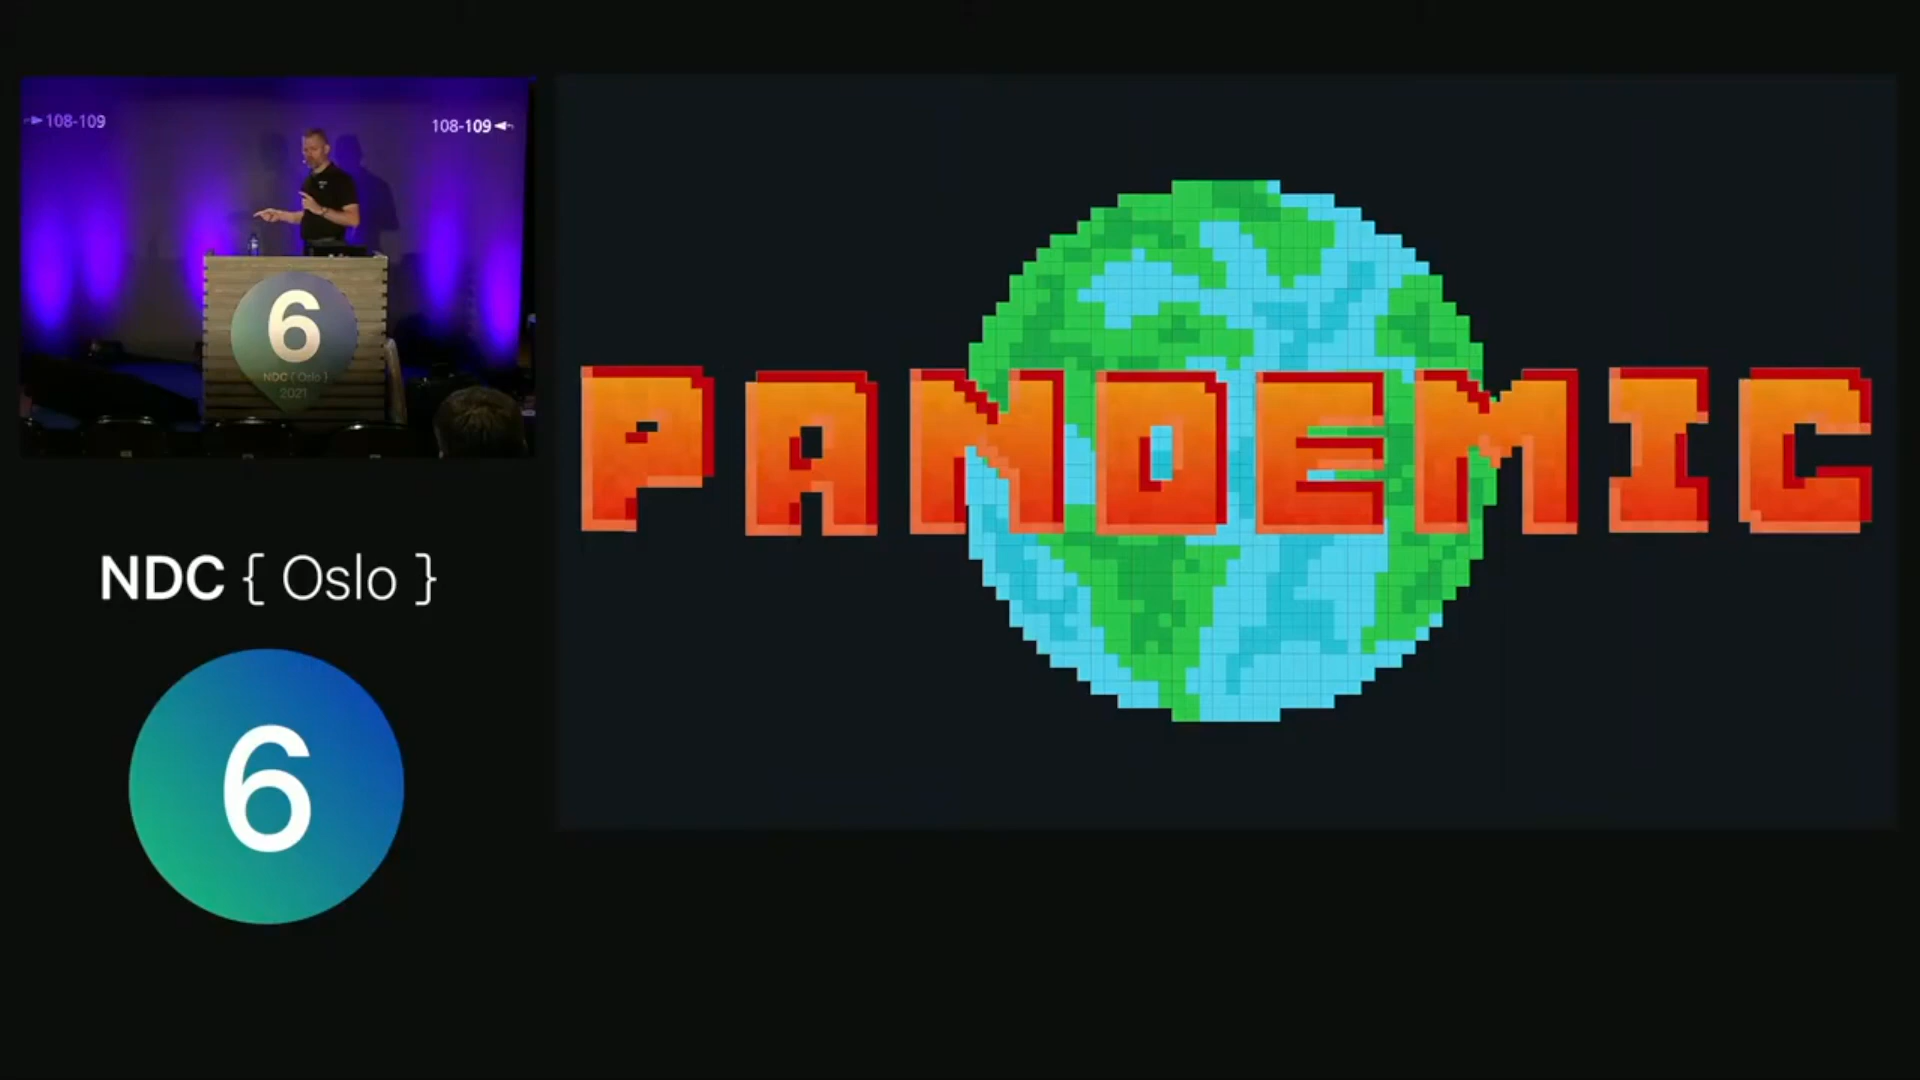 108-109
108-109
6
NDC { Oslo }
2021
NDC { Oslo }
6
PANDEMIC